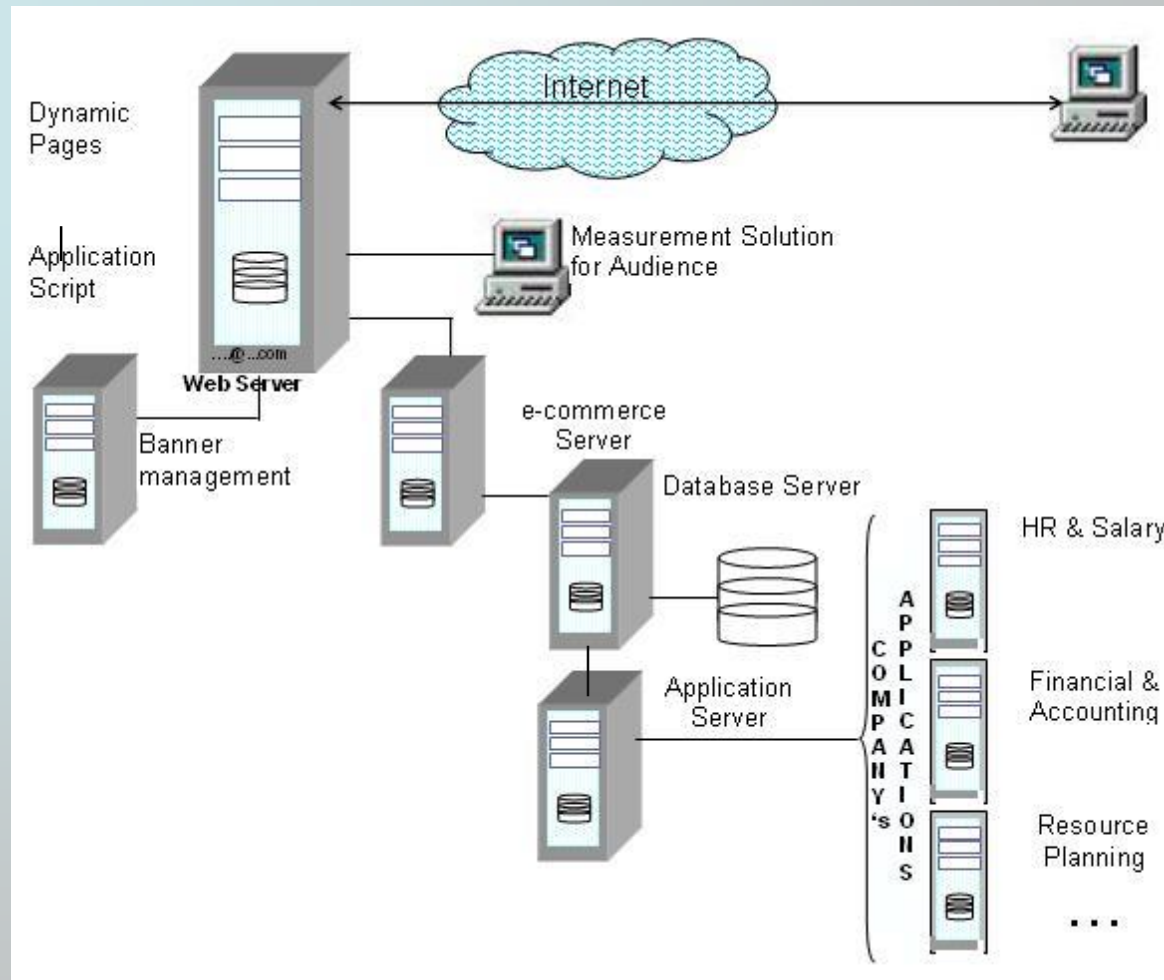 Internet
Dynamic
Pages
Measurement Solution
for Audience
Application
Script
....@...com
Web Server
Banner
management
e-commerce
Server
Database Server
HR & Salary
COMPANY's
APPLICATIONS
Application
Server
Financial &
Accounting
Resource
Planning
...